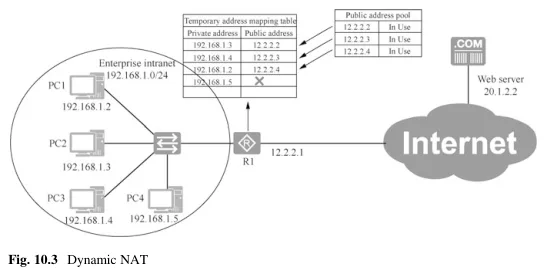 Public address pool
12.2.2.2 In Use
12.2.2.3 In Use
12.2.2.4 In Use
Temporary address mapping table
Private address Public address
192.168.1.3 12.2.2.2
192.168.1.4 12.2.2.3
192.168.1.2 12.2.2.4
192.168.1.5
.COM
Web server
20.1.2.2
Enterprise intranet
192.168.1.0/24
PC1
192.168.1.2
PC2
192.168.1.3
PC3
192.168.1.4
PC4
192.168.1.5
R
R1
12.2.2.1
Internet
Fig. 10.3 Dynamic NAT